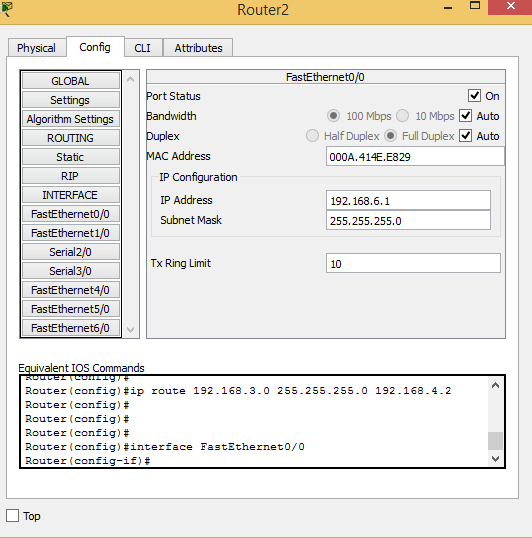 Router2
Physical Config CLI Attributes
GLOBAL
Settings
Algorithm Settings
ROUTING
Static
RIP
INTERFACE
FastEthernet0/0
FastEthernet1/0
Serial2/0
Serial3/0
FastEthernet4/0
FastEthernet5/0
FastEthernet6/0
FastEthernet0/0
Port Status On
Bandwidth 100 Mbps 10 Mbps Auto
Duplex Half Duplex Full Duplex Auto
MAC Address 000A.414E.E829
IP Configuration
IP Address 192.168.6.1
Subnet Mask 255.255.255.0
Tx Ring Limit 10
Equivalent IOS Commands
Router(config)#
Router(config)#ip route 192.168.3.0 255.255.255.0 192.168.4.2
Router(config)#
Router(config)#
Router(config)#
Router(config)#interface FastEthernet0/0
Router(config-if)#
Top